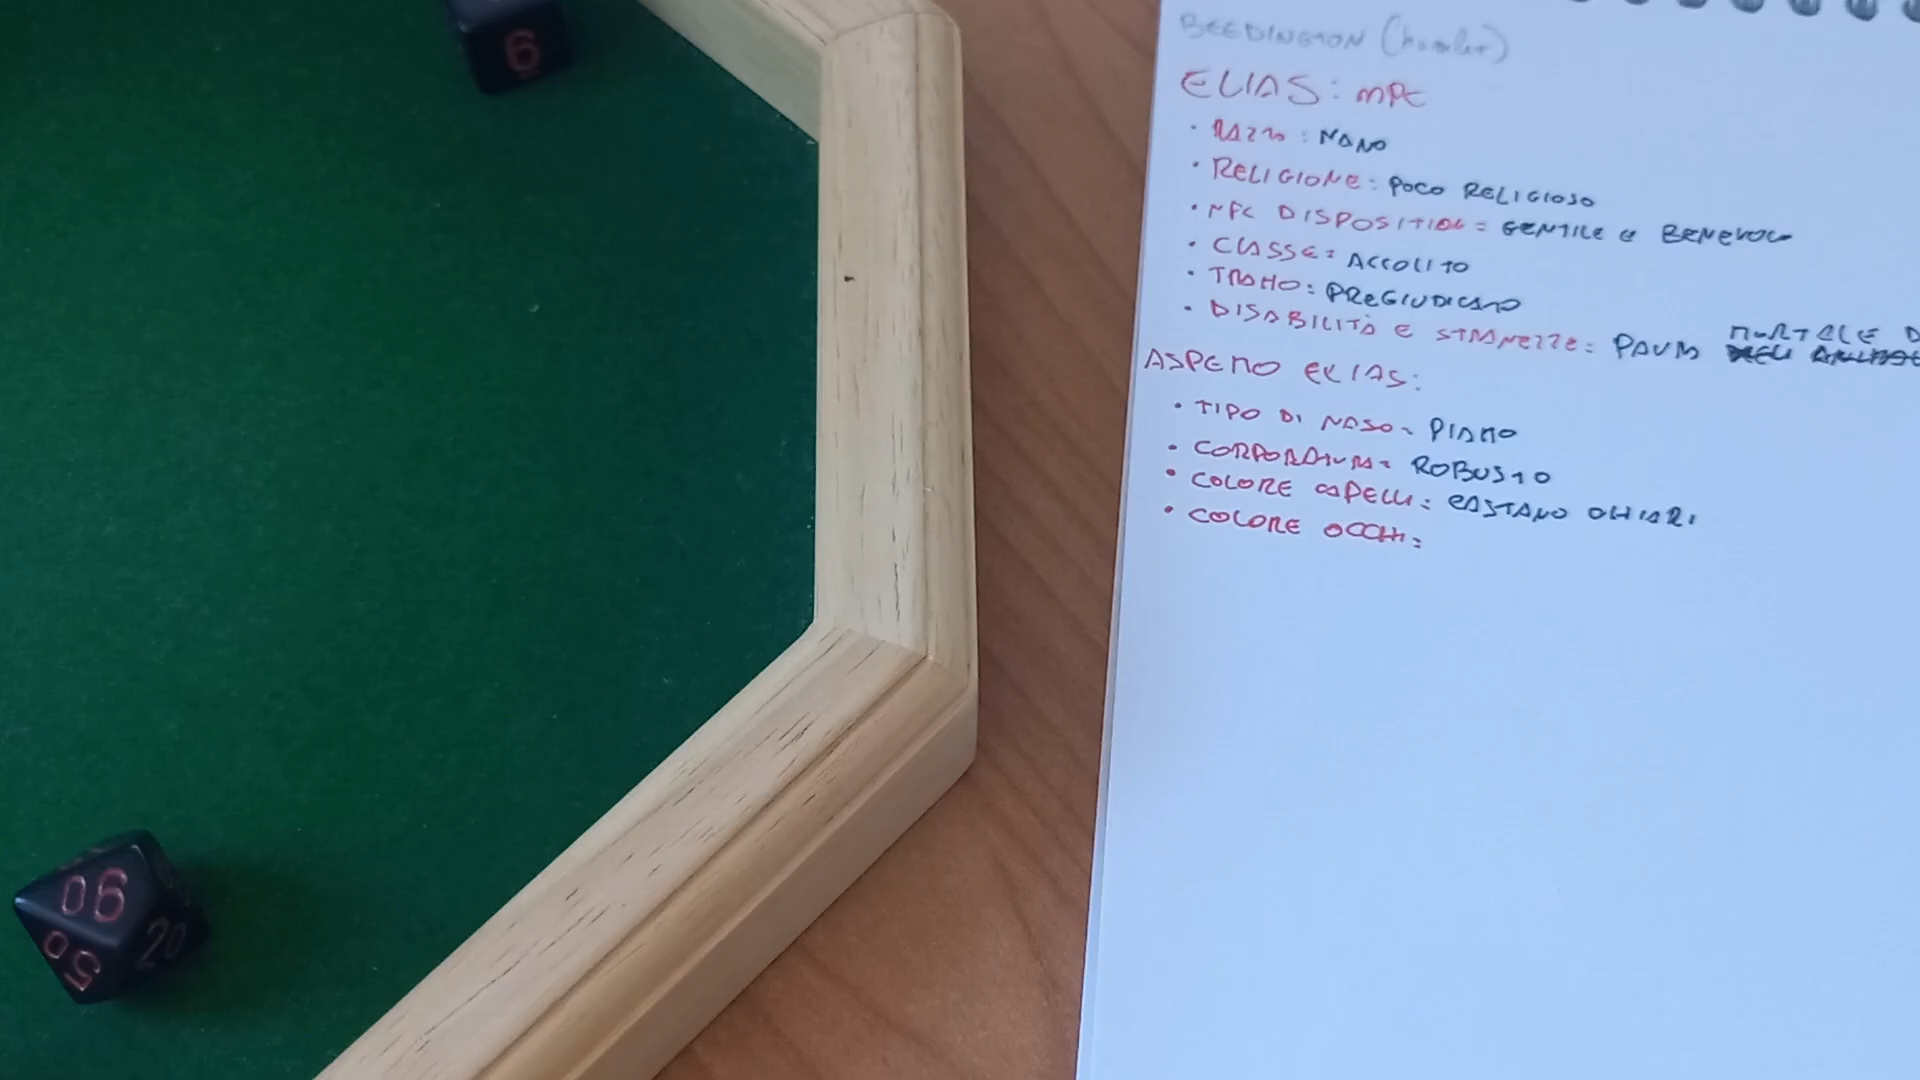 BEEDINGTON (hamlet)
ELIAS: NPC
· RAZZA: NANO
· RELIGIONE: POCO RELIGIOSO
· NPC DISPOSITION = GENTILE E BENEVOLO
· CLASSE: ACCOLITO
· TRATTO: PREGIUDICATO
· DISABILITÀ E STRANEZZE: PAURA MORTALE D
ASPETTO ELIAS:
· TIPO DI NASO: PIATTO
· CORPORATURA: ROBUSTO
· COLORE CAPELLI: CASTANO CHIARI
· COLORE OCCHI:
6
90
50
20